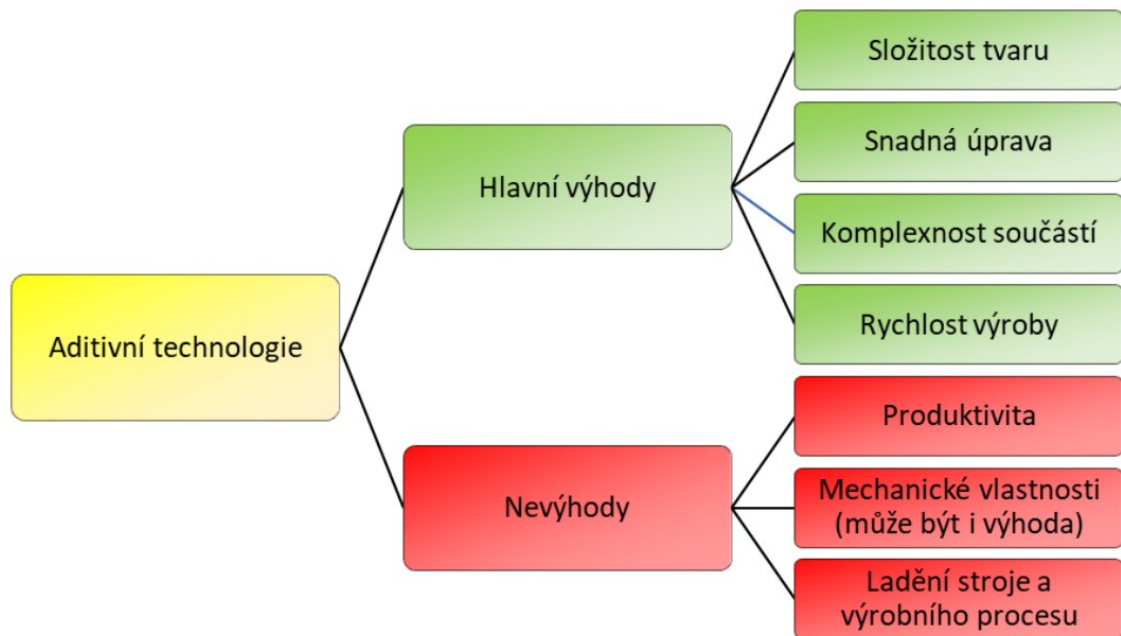 Aditivní technologie
Hlavní výhody
Složitost tvaru
Snadná úprava
Komplexnost součástí
Rychlost výroby
Nevýhody
Produktivita
Mechanické vlastnosti
(může být i výhoda)
Ladění stroje a
výrobního procesu